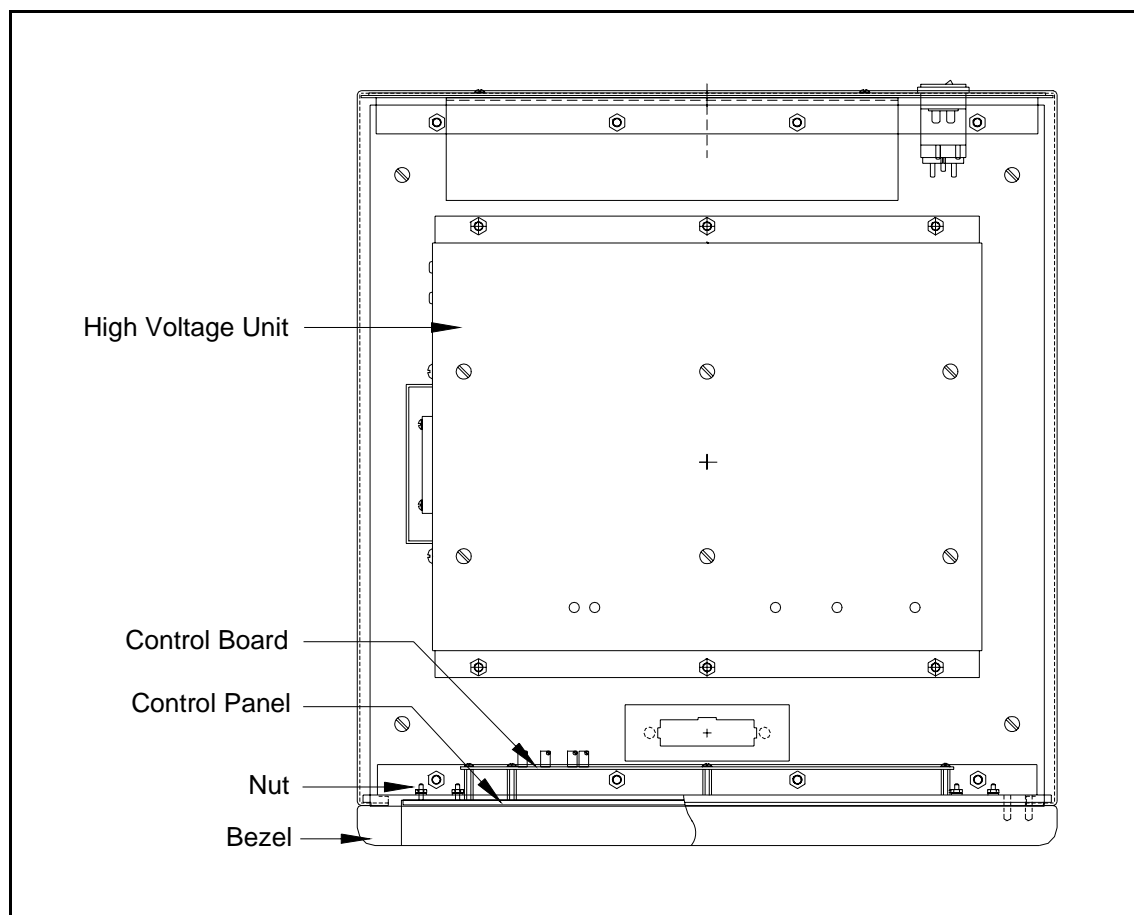 High Voltage Unit
Control Board
Control Panel
Nut
Bezel